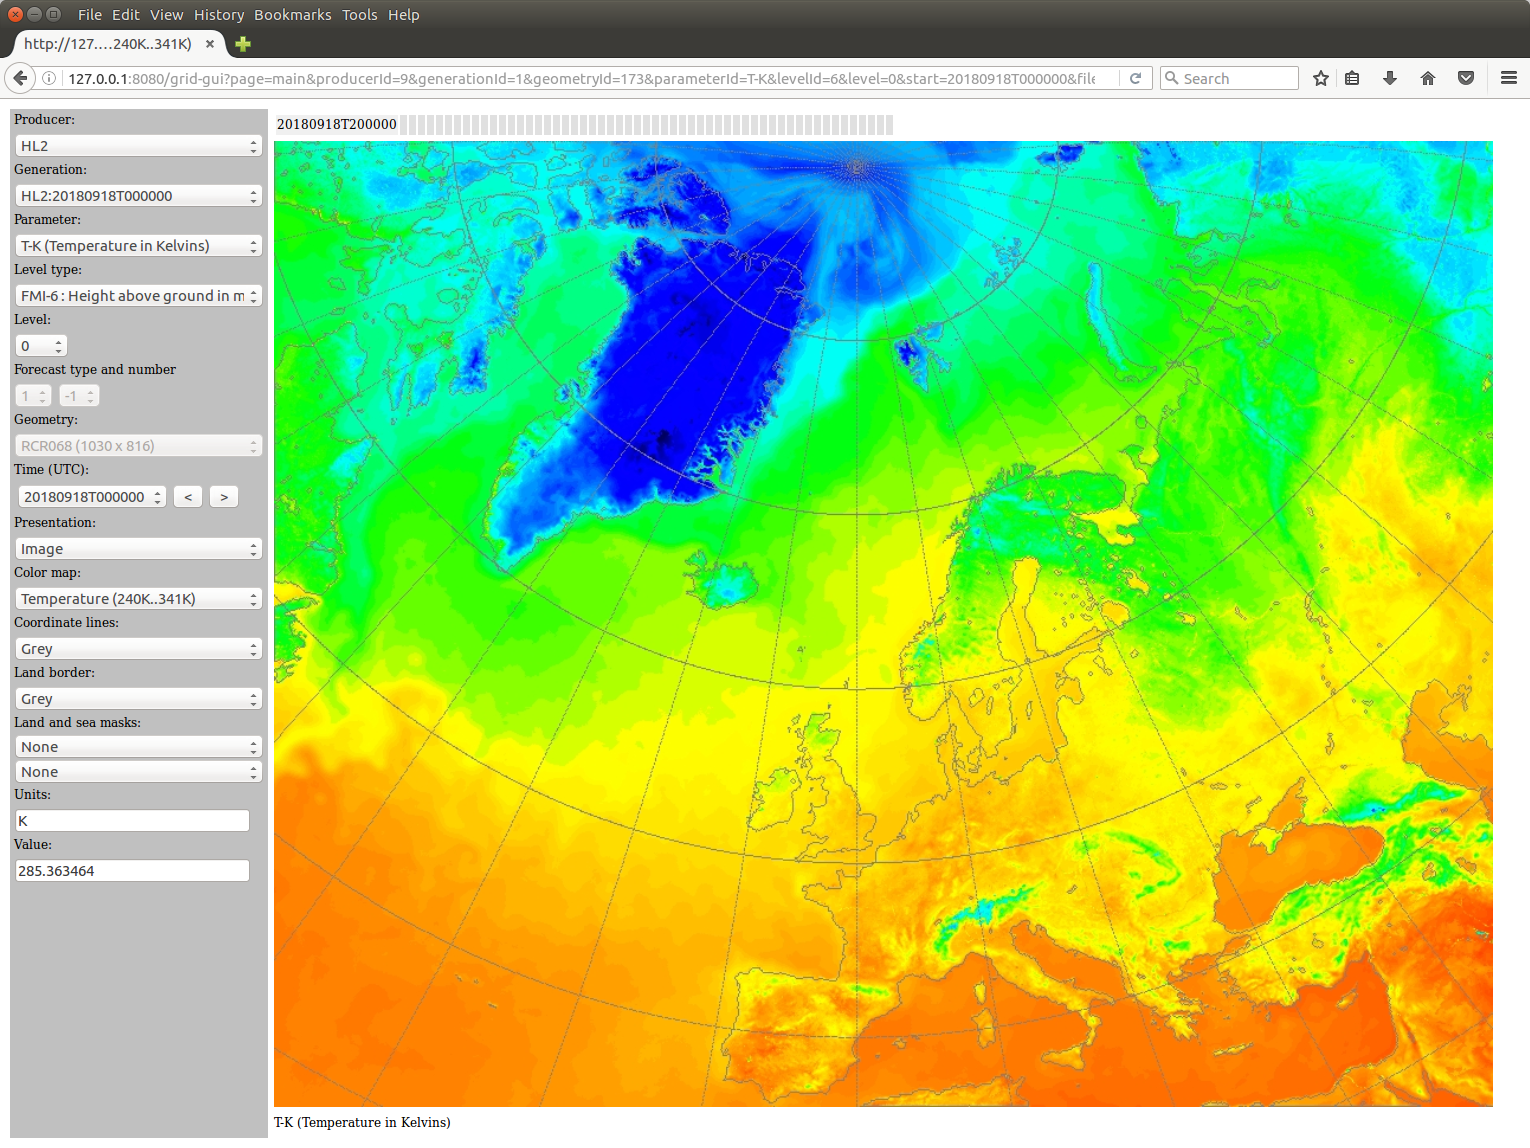 File Edit View History Bookmarks Tools Help
http://127....240K..341K)
127.0.0.1:8080/grid-gui?page=main&producerId=9&generationId=1&geometryId=173&parameterId=T-K&levelId=6&level=0&start=20180918T000000&file
Search
Producer:
20180918T200000
HL2
Generation:
HL2:20180918T000000
Parameter:
T-K (Temperature in Kelvins)
Level type:
FMI-6 : Height above ground in m
Level:
0
Forecast type and number
1 -1
Geometry:
RCR068 (1030 x 816)
Time (UTC):
20180918T000000 < >
Presentation:
Image
Color map:
Temperature (240K..341K)
Coordinate lines:
Grey
Land border:
Grey
Land and sea masks:
None
None
Units:
K
Value:
285.363464
T-K (Temperature in Kelvins)